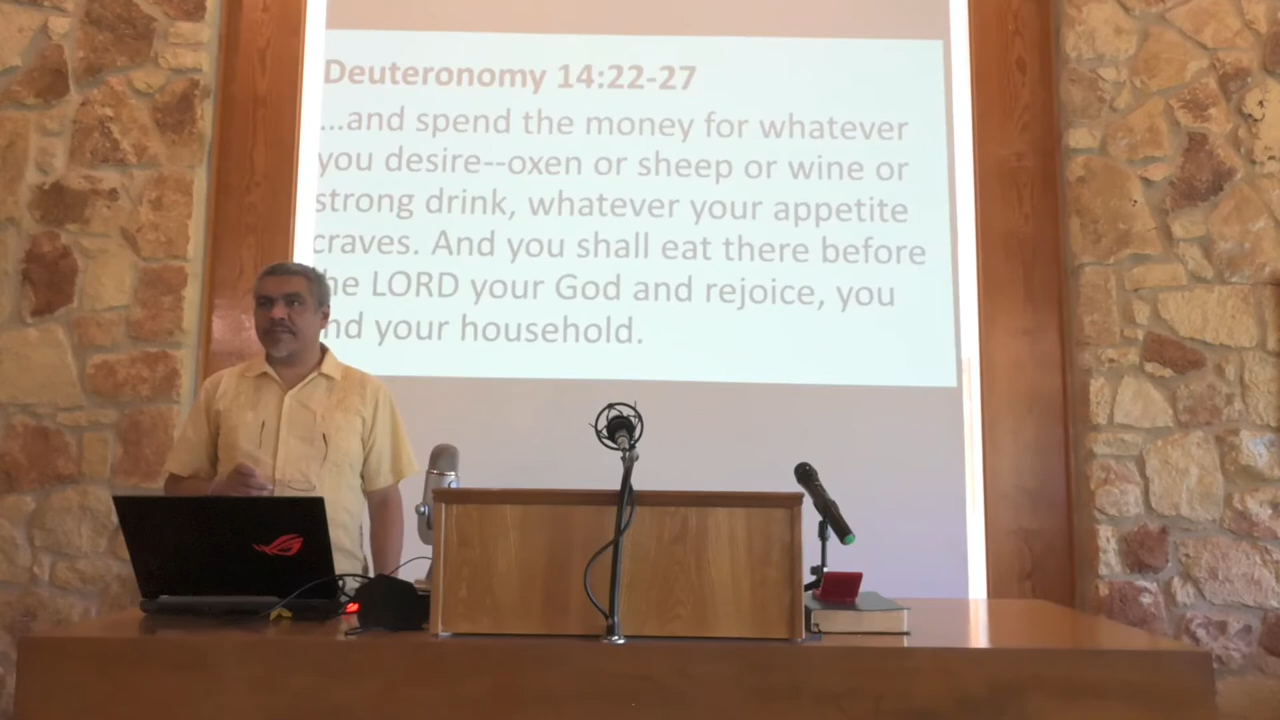 Deuteronomy 14:22-27
...and spend the money for whatever
you desire--oxen or sheep or wine or
strong drink, whatever your appetite
craves. And you shall eat there before
he LORD your God and rejoice, you
nd your household.